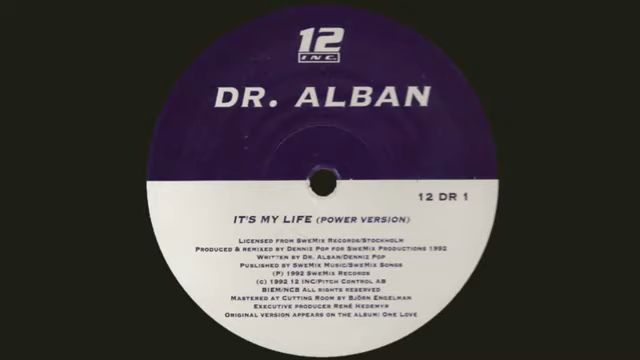 12
INC.
DR. ALBAN
12 DR 1
IT'S MY LIFE (POWER VERSION)
LICENSED FROM SWEMIX RECORDS/STOCKHOLM
PRODUCED & REMIXED BY DENNIZ POP FOR SWEMIX PRODUCTIONS 1992
WRITTEN BY DR. ALBAN/DENNIZ POP
PUBLISHED BY SWEMIX MUSIC/SWEMIX SONGS
(P) 1992 SWEMIX RECORDS
(C) 1992 12 INC/PITCH CONTROL AB
BIEM/NCB ALL RIGHTS RESERVED
MASTERED AT CUTTING ROOM BY BJÖRN ENGELMAN
EXECUTIVE PRODUCER RENÉ HEDEMYR
ORIGINAL VERSION APPEARS ON THE ALBUM: ONE LOVE